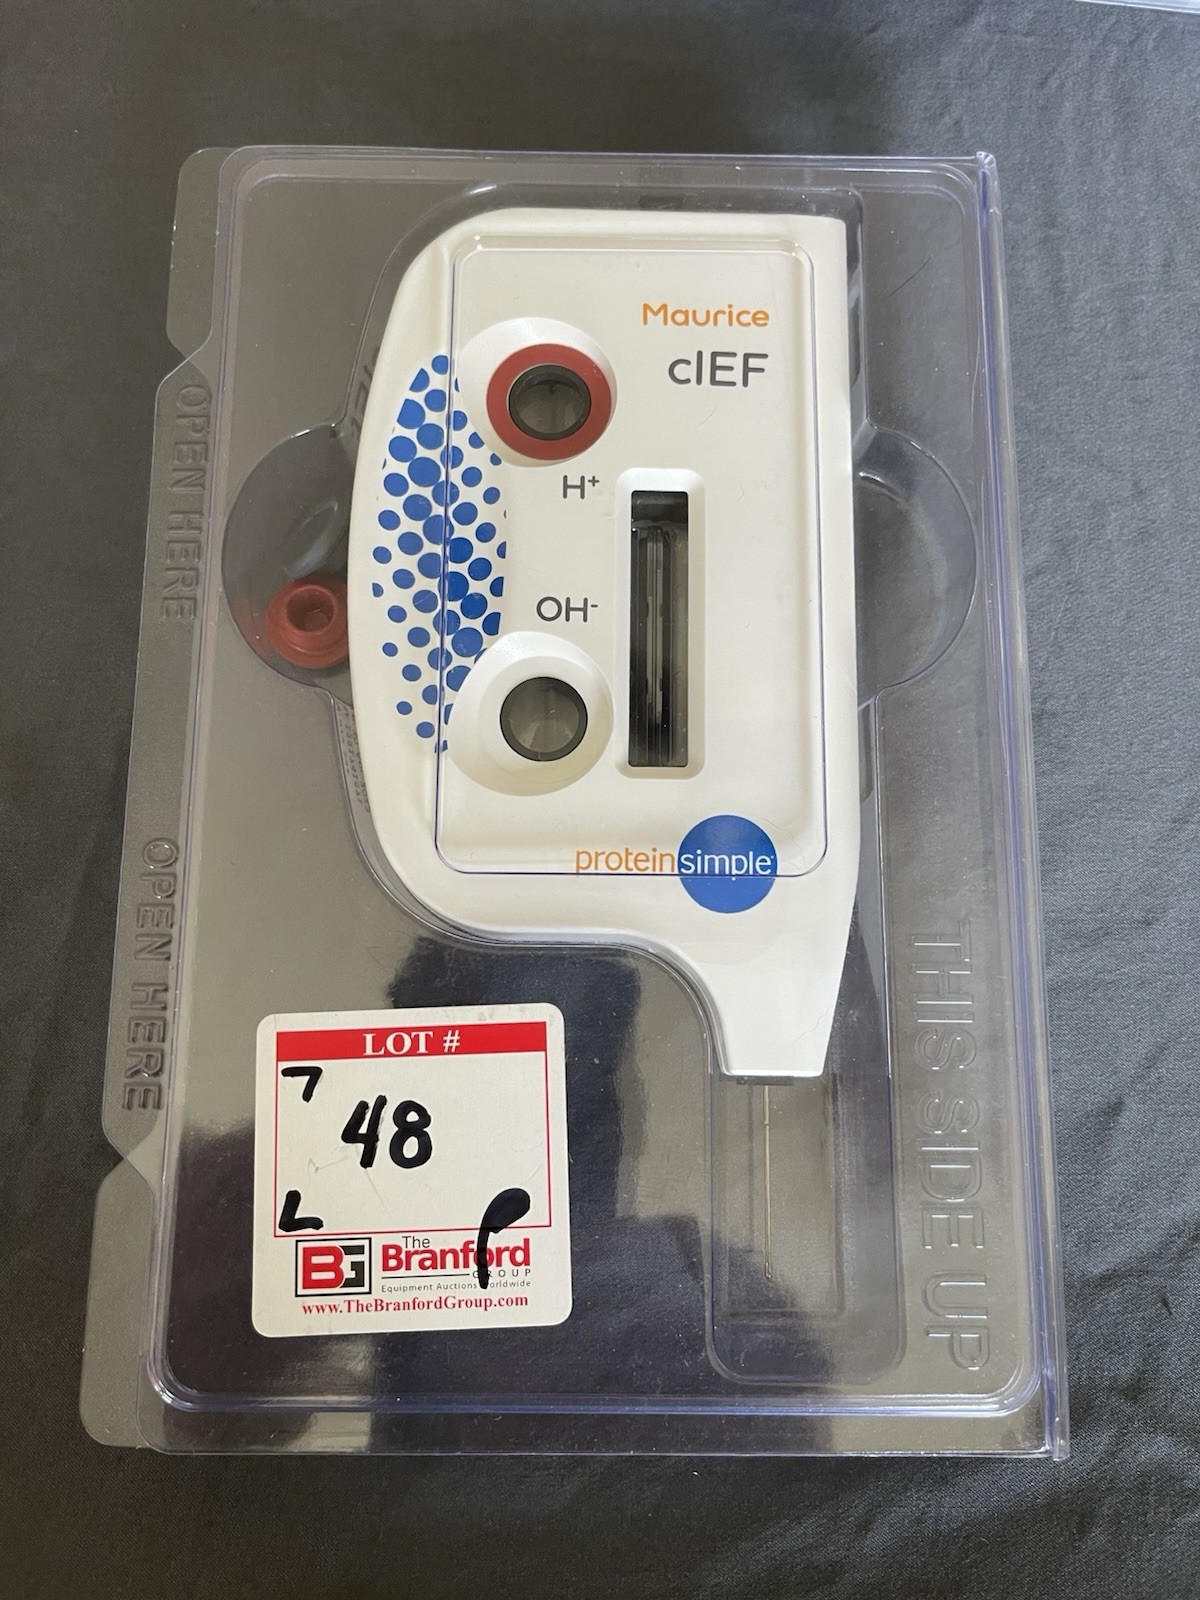 Maurice
cIEF
H+
OH-
proteinsimple
OPEN HERE
OPEN HERE
THIS SIDE UP
LOT #
48
BG The Branford
GROUP
Equipment Auctions Worldwide
www.TheBranfordGroup.com